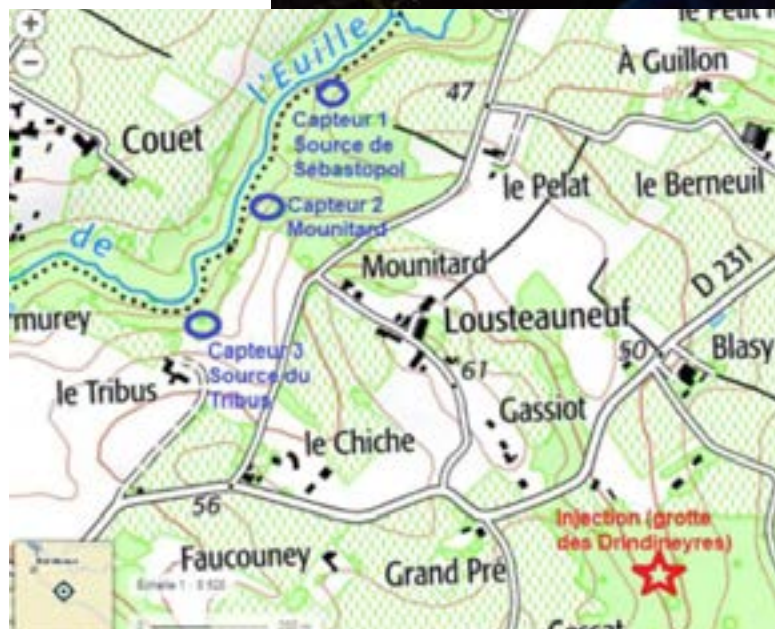 +
−
l'Euille
47
À Guillon
Couet
Capteur 1
Source de
Sébastopol
le Pelat
le Berneuil
de
Capteur 2
Mounitard
Mounitard
D 231
murey
Lousteauneuf
Capteur 3
Source du
Tribus
50
Blasy
le Tribus
61
Gassiot
le Chiche
56
Injection (grotte
des Drindineyres)
Faucouney
Grand Pré